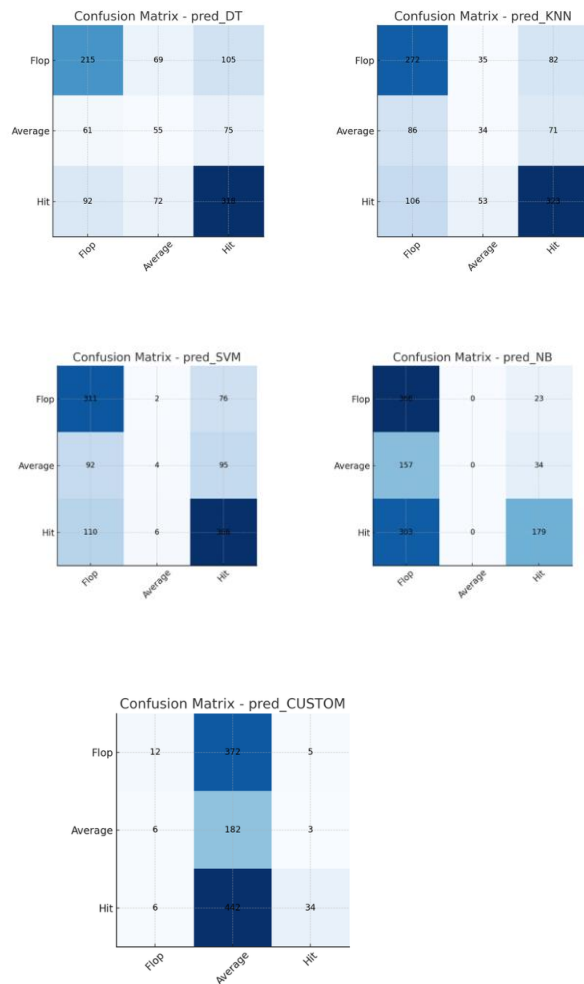 Confusion Matrix - pred_DT
Flop 215 69 105
Average 61 55 75
Hit 92 72 318
Flop Average Hit
Confusion Matrix - pred_KNN
Flop 272 35 82
Average 86 34 71
Hit 106 53 323
Flop Average Hit
Confusion Matrix - pred_SVM
Flop 311 2 76
Average 92 4 95
Hit 110 6 366
Flop Average Hit
Confusion Matrix - pred_NB
Flop 366 0 23
Average 157 0 34
Hit 303 0 179
Flop Average Hit
Confusion Matrix - pred_CUSTOM
Flop 12 372 5
Average 6 182 3
Hit 6 442 34
Flop Average Hit